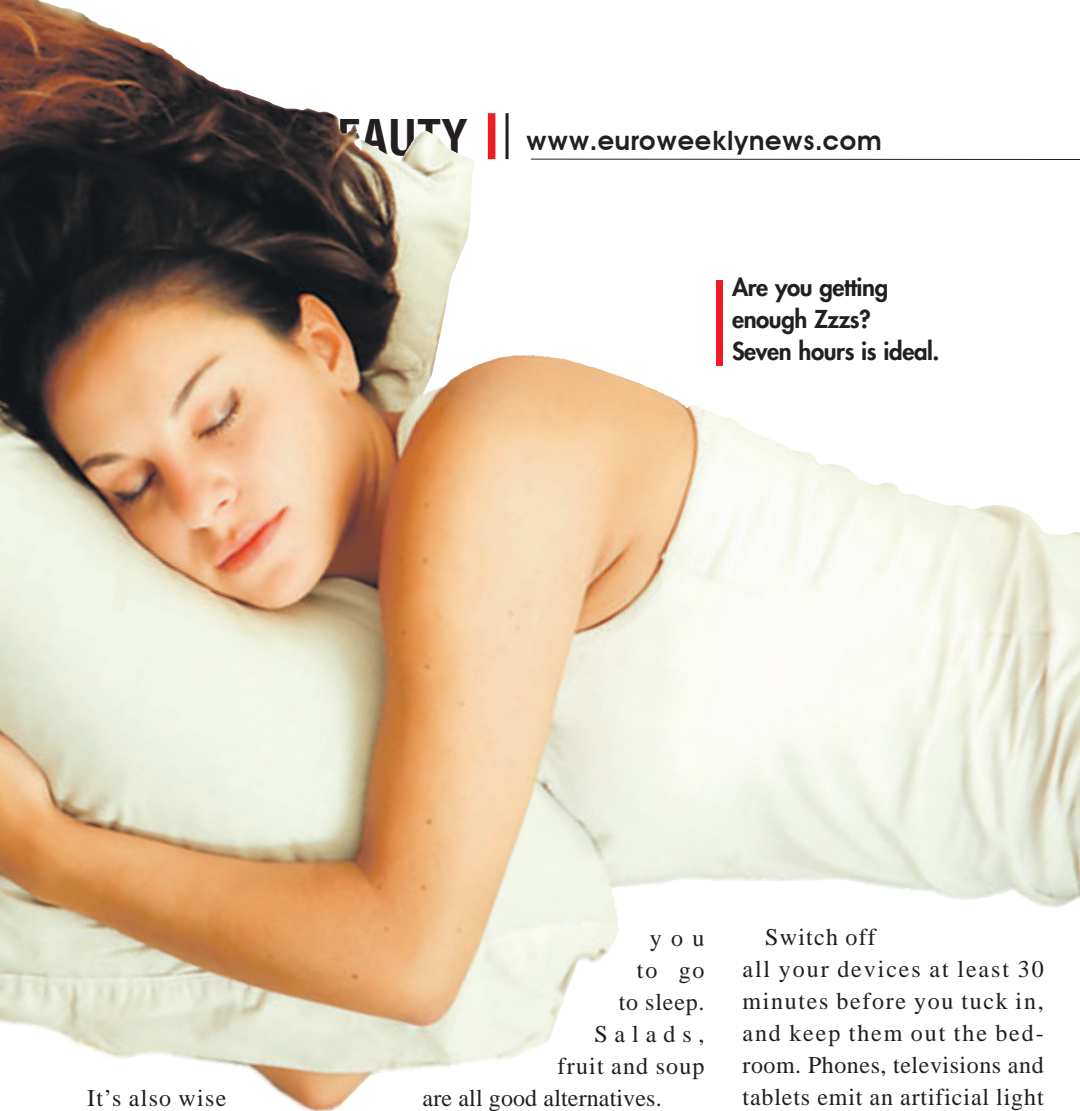 EAUTY www.euroweeklynews.com
Are you getting
enough Zzzs?
Seven hours is ideal.
It's also wise
you
to go
to sleep.
Salads,
fruit and soup
are all good alternatives.
Switch off
all your devices at least 30
minutes before you tuck in,
and keep them out the bed-
room. Phones, televisions and
tablets emit an artificial light